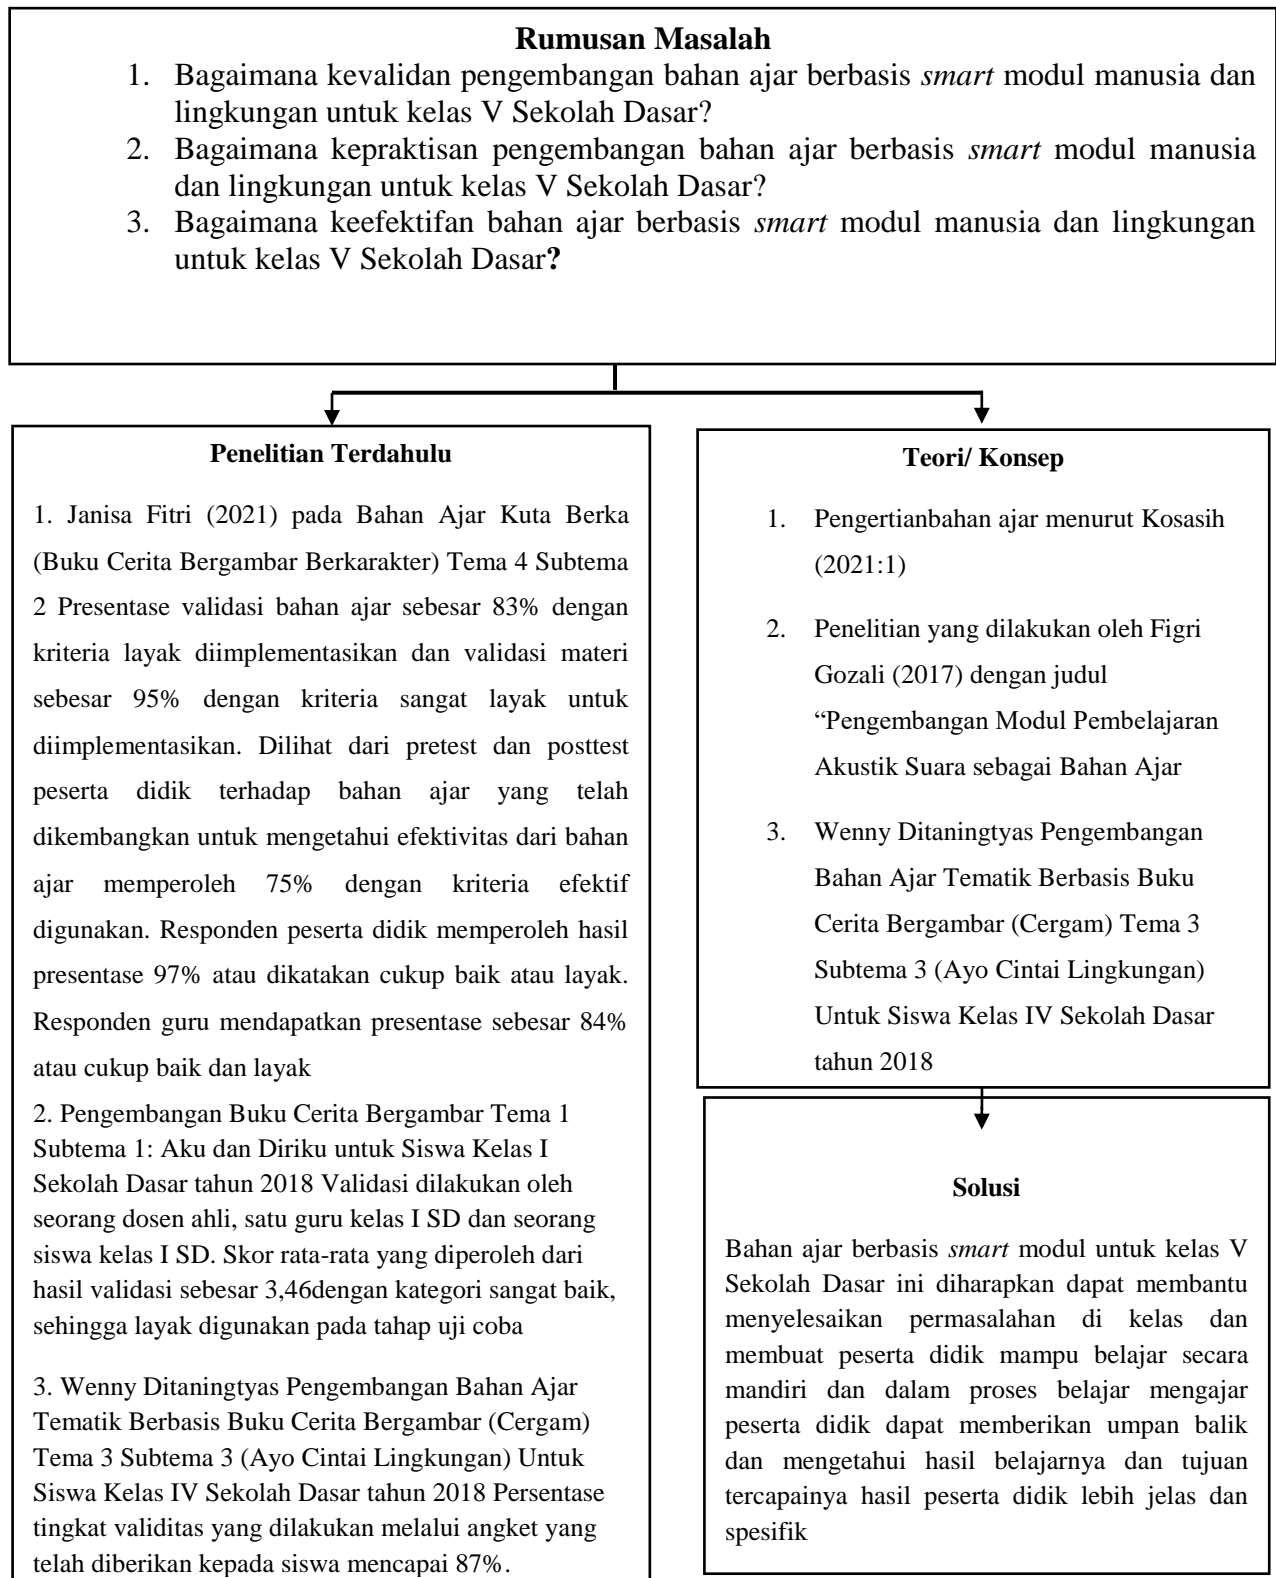 Rumusan Masalah
1. Bagaimana kevalidan pengembangan bahan ajar berbasis smart modul manusia dan
lingkungan untuk kelas V Sekolah Dasar?
2. Bagaimana kepraktisan pengembangan bahan ajar berbasis smart modul manusia
dan lingkungan untuk kelas V Sekolah Dasar?
3. Bagaimana keefektifan bahan ajar berbasis smart modul manusia dan lingkungan
untuk kelas V Sekolah Dasar?
Penelitian Terdahulu
1. Janisa Fitri (2021) pada Bahan Ajar Kuta Berka
(Buku Cerita Bergambar Berkarakter) Tema 4 Subtema
2 Presentase validasi bahan ajar sebesar 83% dengan
kriteria layak diimplementasikan dan validasi materi
sebesar 95% dengan kriteria sangat layak untuk
diimplementasikan. Dilihat dari pretest dan posttest
peserta didik terhadap bahan ajar yang telah
dikembangkan untuk mengetahui efektivitas dari bahan
ajar memperoleh 75% dengan kriteria efektif
digunakan. Responden peserta didik memperoleh hasil
presentase 97% atau dikatakan cukup baik atau layak.
Responden guru mendapatkan presentase sebesar 84%
atau cukup baik dan layak
2. Pengembangan Buku Cerita Bergambar Tema 1
Subtema 1: Aku dan Diriku untuk Siswa Kelas I
Sekolah Dasar tahun 2018 Validasi dilakukan oleh
seorang dosen ahli, satu guru kelas I SD dan seorang
siswa kelas I SD. Skor rata-rata yang diperoleh dari
hasil validasi sebesar 3,46dengan kategori sangat baik,
sehingga layak digunakan pada tahap uji coba
3. Wenny Ditaningtyas Pengembangan Bahan Ajar
Tematik Berbasis Buku Cerita Bergambar (Cergam)
Tema 3 Subtema 3 (Ayo Cintai Lingkungan) Untuk
Siswa Kelas IV Sekolah Dasar tahun 2018 Persentase
tingkat validitas yang dilakukan melalui angket yang
telah diberikan kepada siswa mencapai 87%.
Teori/ Konsep
1. Pengertianbahan ajar menurut Kosasih
(2021:1)
2. Penelitian yang dilakukan oleh Figri
Gozali (2017) dengan judul
“Pengembangan Modul Pembelajaran
Akustik Suara sebagai Bahan Ajar
3. Wenny Ditaningtyas Pengembangan
Bahan Ajar Tematik Berbasis Buku
Cerita Bergambar (Cergam) Tema 3
Subtema 3 (Ayo Cintai Lingkungan)
Untuk Siswa Kelas IV Sekolah Dasar
tahun 2018
Solusi
Bahan ajar berbasis smart modul untuk kelas V
Sekolah Dasar ini diharapkan dapat membantu
menyelesaikan permasalahan di kelas dan
membuat peserta didik mampu belajar secara
mandiri dan dalam proses belajar mengajar
peserta didik dapat memberikan umpan balik
dan mengetahui hasil belajarnya dan tujuan
tercapainya hasil peserta didik lebih jelas dan
spesifik